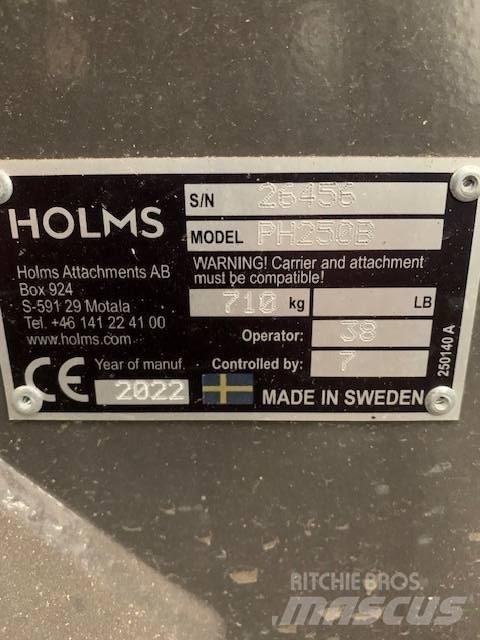 HOLMS
Holms Attachments AB
Box 924
S-591 29 Motala
Tel. +46 141 22 41 00
www.holms.com
CE
Year of manuf.
2022
S/N 26456
MODEL PH250B
WARNING! Carrier and attachment
must be compatible!
710 kg LB
Operator: 38
Controlled by: 7
MADE IN SWEDEN
250140 A
RITCHIE BROS.
mascus